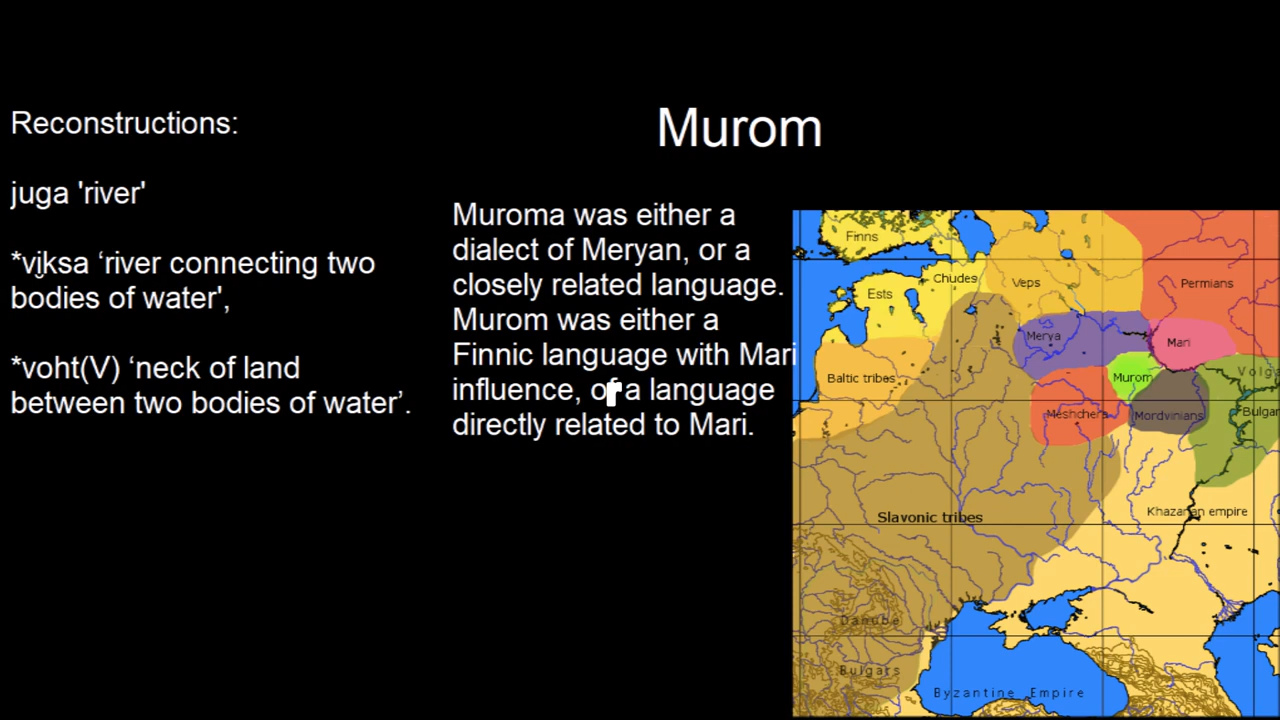 Murom
Reconstructions:
juga 'river'
*vi̮ksa ‘river connecting two
bodies of water',
*voht(V) ‘neck of land
between two bodies of water’.
Muroma was either a
dialect of Meryan, or a
closely related language.
Murom was either a
Finnic language with Mari
influence, of a language
directly related to Mari.
Finns
Chudes
Veps
Permians
Ests
Merya
Mari
Baltic tribes
Murom
Volga
Meshchera
Mordvinians
Bulgar
Slavonic tribes
Khazarian empire
Danube
Bulgars
Byzantine Empire